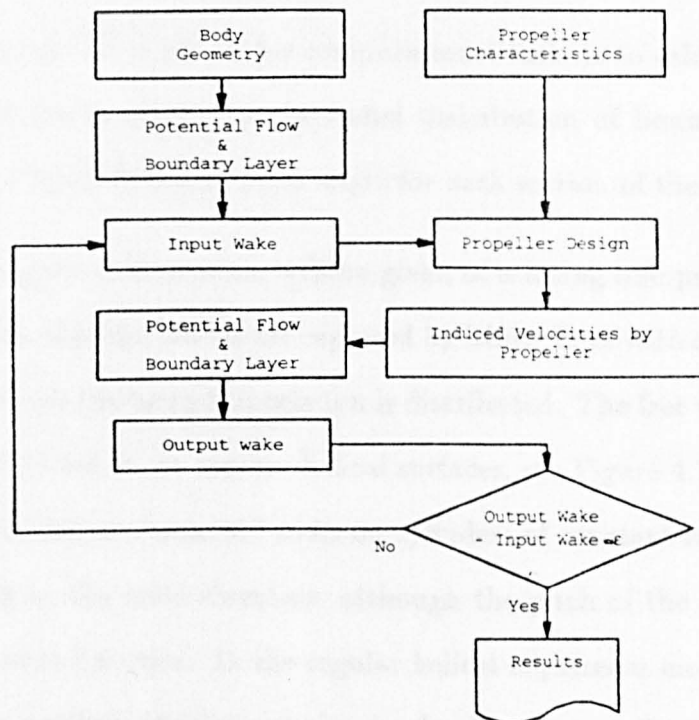 Body
Geometry
Propeller
Characteristics
Potential Flow
&
Boundary Layer
Input Wake
Propeller Design
Potential Flow
&
Boundary Layer
Induced Velocities by
Propeller
Output wake
Output Wake
- Input Wake
No
Yes
Results